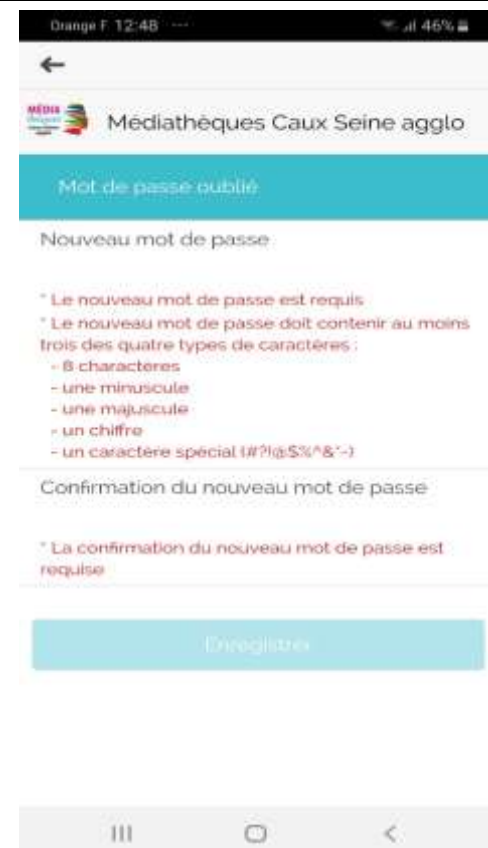 Orange F 12:48 ····
46%
MÉDIA
Médiathèques Caux Seine agglo
Mot de passe oublié
Nouveau mot de passe
* Le nouveau mot de passe est requis
* Le nouveau mot de passe doit contenir au moins
trois des quatre types de caractères :
- 8 charactères
- une minuscule
- une majuscule
- un chiffre
- un caractère spécial (#?!@$%^&*-)
Confirmation du nouveau mot de passe
* La confirmation du nouveau mot de passe est
requise
Enregistrer